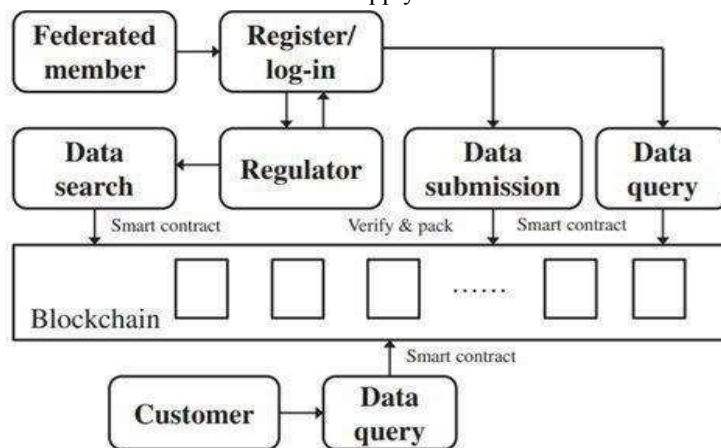 pply
Federated
member
Register/
log-in
Data
search
Regulator
Data
submission
Data
query
Smart contract
Verify & pack
Smart contract
Blockchain
......
Smart contract
Customer
Data
query